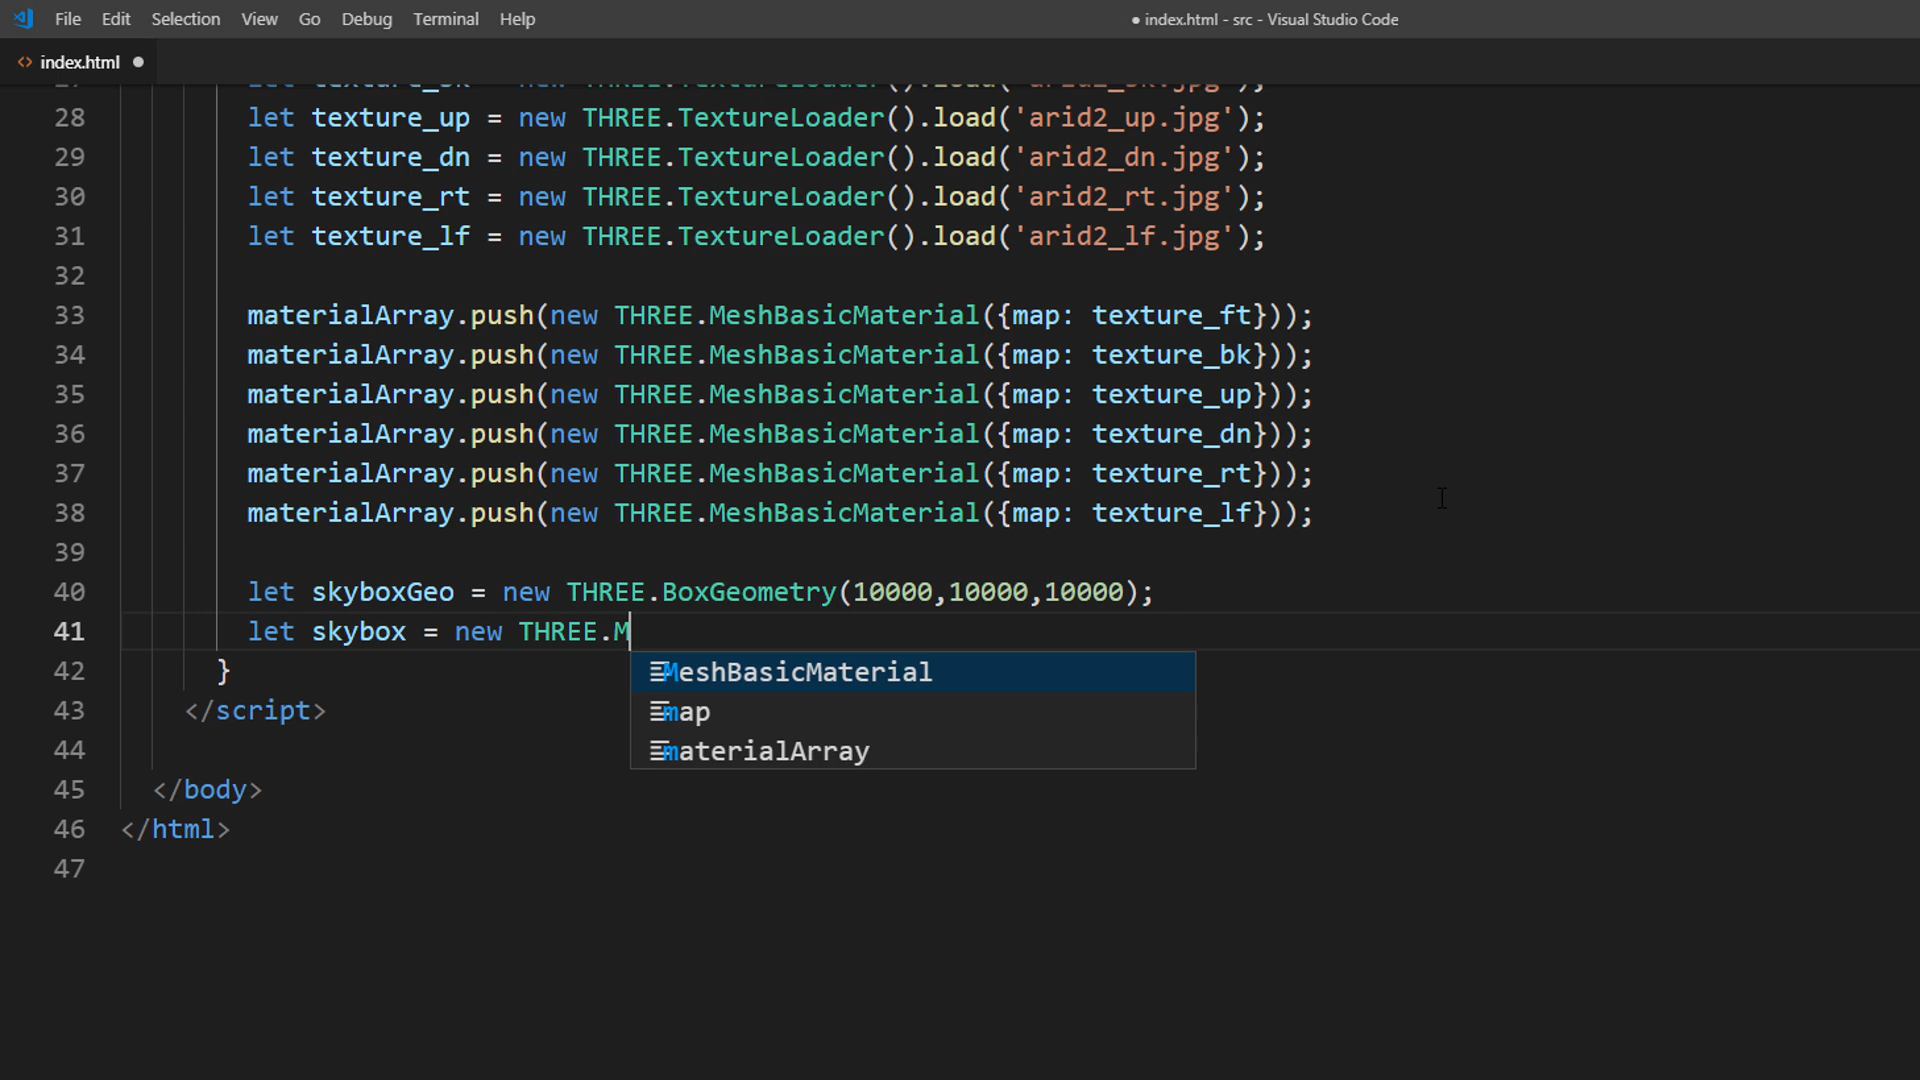 File Edit Selection View Go Debug Terminal Help
● index.html - src - Visual Studio Code
<> index.html ●
28 let texture_up = new THREE.TextureLoader().load('arid2_up.jpg');
29 let texture_dn = new THREE.TextureLoader().load('arid2_dn.jpg');
30 let texture_rt = new THREE.TextureLoader().load('arid2_rt.jpg');
31 let texture_lf = new THREE.TextureLoader().load('arid2_lf.jpg');
32
33 materialArray.push(new THREE.MeshBasicMaterial({map: texture_ft}));
34 materialArray.push(new THREE.MeshBasicMaterial({map: texture_bk}));
35 materialArray.push(new THREE.MeshBasicMaterial({map: texture_up}));
36 materialArray.push(new THREE.MeshBasicMaterial({map: texture_dn}));
37 materialArray.push(new THREE.MeshBasicMaterial({map: texture_rt}));
38 materialArray.push(new THREE.MeshBasicMaterial({map: texture_lf}));
39
40 let skyboxGeo = new THREE.BoxGeometry(10000,10000,10000);
41 let skybox = new THREE.M
42 }
MeshBasicMaterial
43 </script>
map
44
materialArray
45 </body>
46 </html>
47